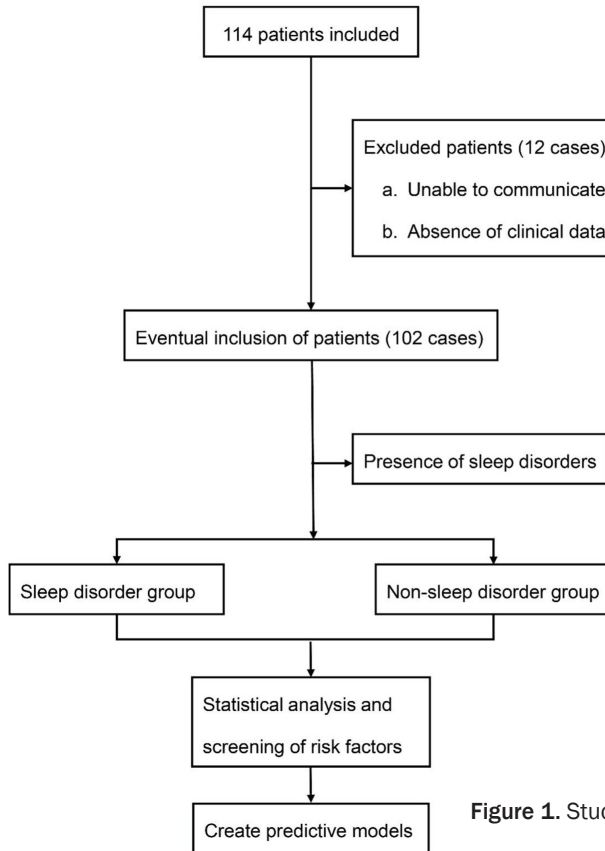 114 patients included
Excluded patients (12 cases)
a. Unable to communicate
b. Absence of clinical data
Eventual inclusion of patients (102 cases)
Presence of sleep disorders
Sleep disorder group
Non-sleep disorder group
Statistical analysis and
screening of risk factors
Create predictive models
Figure 1.